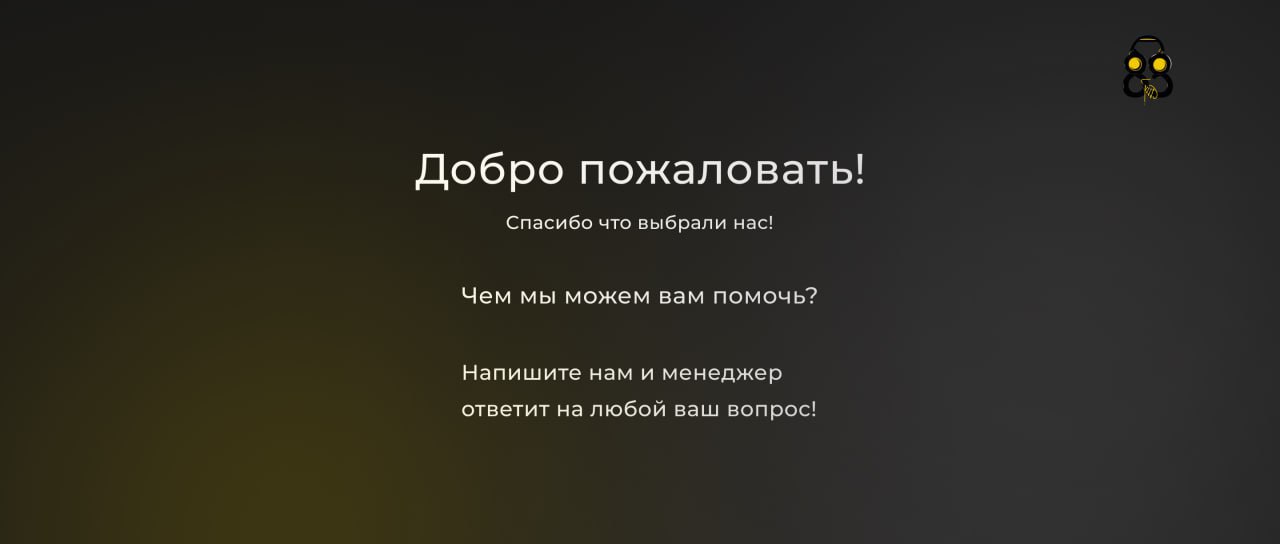 Добро пожаловать!
Спасибо что выбрали нас!
Чем мы можем вам помочь?
Напишите нам и менеджер
ответит на любой ваш вопрос!